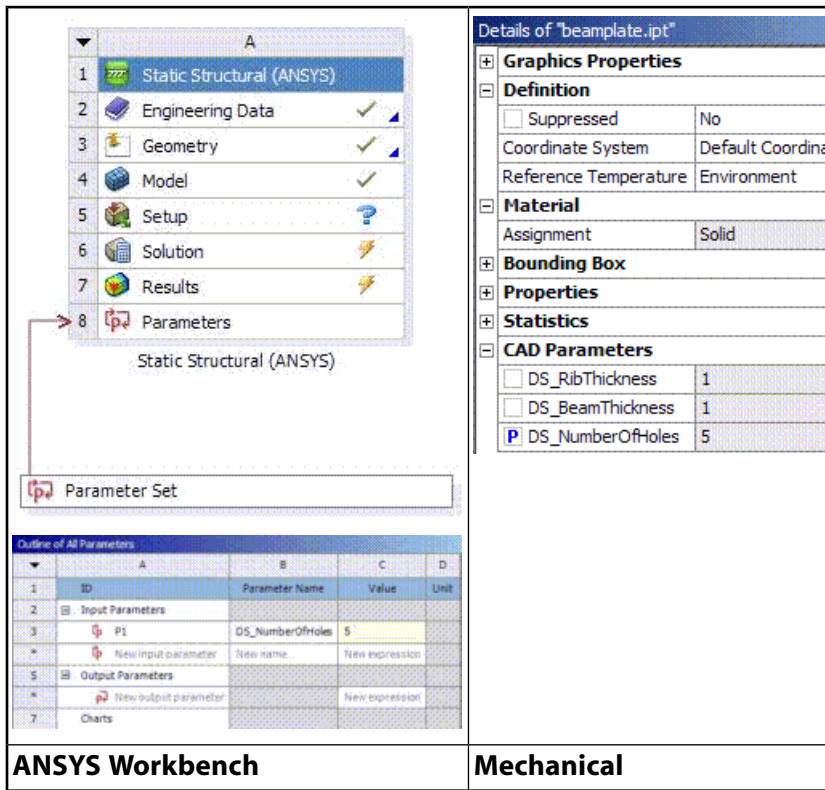 A
1 Static Structural (ANSYS)
2 Engineering Data
3 Geometry
4 Model
5 Setup ?
6 Solution
7 Results
8 Parameters
Static Structural (ANSYS)
Parameter Set
Outline of All Parameters
A B C D
1 ID Parameter Name Value Unit
2 Input Parameters
3 P1 DS_NumberOfHoles 5
* New input parameter New name... New expression
5 Output Parameters
* New output parameter New expression
7 Charts
ANSYS Workbench
Details of "beamplate.ipt"
Graphics Properties
Definition
Suppressed No
Coordinate System Default Coordina
Reference Temperature Environment
Material
Assignment Solid
Bounding Box
Properties
Statistics
CAD Parameters
DS_RibThickness 1
DS_BeamThickness 1
P DS_NumberOfHoles 5
Mechanical